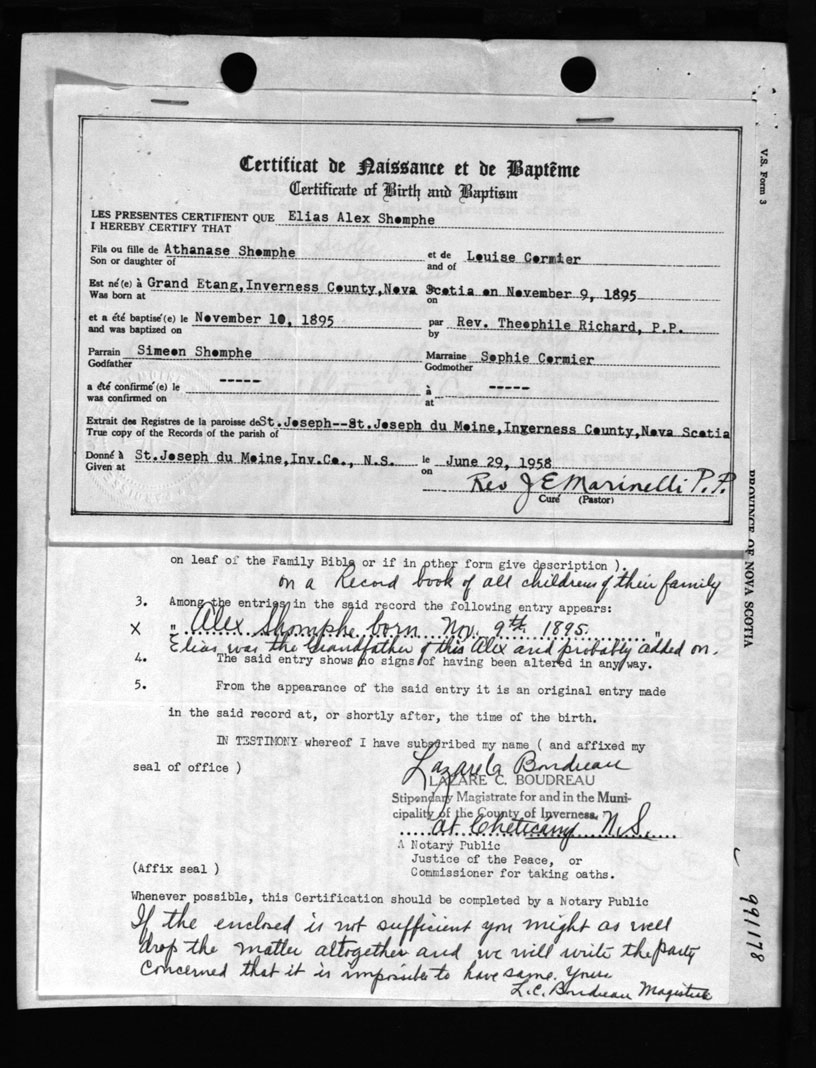 Certificat de Naissance et de Baptême
Certificate of Birth and Baptism
LES PRESENTES CERTIFIENT QUE Elias Alex Shomphe
I HEREBY CERTIFY THAT
Fils ou fille de Athanase Shomphe et de Louise Cormier
Son or daughter of and of
Est né(e) à Grand Etang,Inverness County,Nova Scotia on November 9, 1895
Was born at on
et a été baptisé(e) le November 10, 1895 par Rev. Theophile Richard, P.P.
and was baptized on by
Parrain Simeon Shomphe Marraine Sophie Cormier
Godfather Godmother
a été confirmé(e) le ----- à -----
was confirmed on at
Extrait des Registres de la paroisse de St.Joseph--St.Joseph du Moine,Inverness County,Nova Scotia
True copy of the Records of the parish of
Donné à St.Joseph du Moine,Inv.Co., N.S. le June 29, 1958
Given at on
Rev J E Marinelli P.P.
Curé (Pastor)
V.S. Form 3
PROVINCE OF NOVA SCOTIA
on leaf of the Family Bible or if in other form give description ).
on a Record book of all childrens of their family
3. Among the entries in the said record the following entry appears:
X " Alex Shomphe born Nov. 9th 1895. "
Elias was the Grandfather of this Alex and probably added on.
4. The said entry shows no signs of having been altered in any way.
5. From the appearance of the said entry it is an original entry made
in the said record at, or shortly after, the time of the birth.
IN TESTIMONY whereof I have subscribed my name ( and affixed my
seal of office )
Boudreau
LAZARE C. BOUDREAU
Stipendary Magistrate for and in the Muni-
cipality of the County of Inverness.
at Cheticamp N.S.
A Notary Public
Justice of the Peace, or
Commissioner for taking oaths.
(Affix seal )
Whenever possible, this Certification should be completed by a Notary Public
If the enclosed is not sufficient you might as well
drop the matter altogether and we will write the party
concerned that it is impossible to have same. Yours
L.C. Boudreau Magistrate
991178